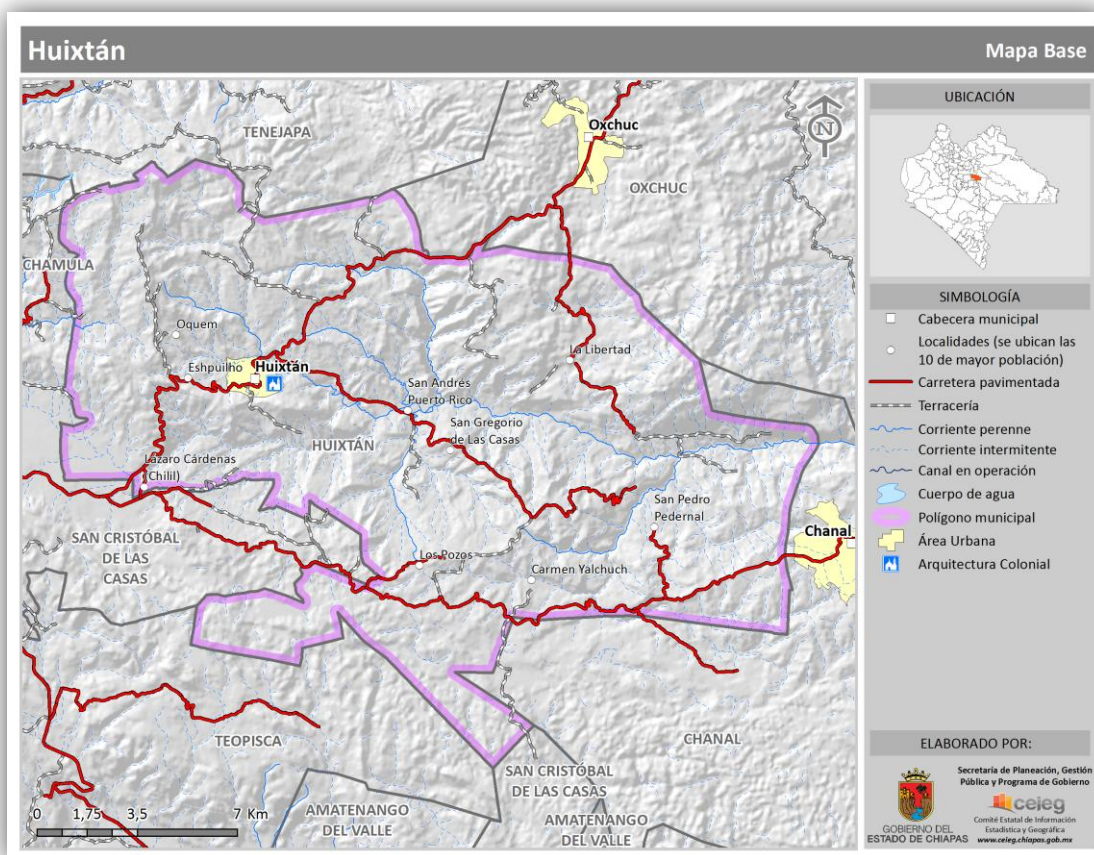 Huixtán
Mapa Base
TENEJAPA
Oxchuc
OXCHUC
CHAMULA
Oquem
Eshpuilho
Huixtán
La Libertad
San Andrés
Puerto Rico
San Gregorio
de Las Casas
HUIXTÁN
Lázaro Cárdenas
(Chilil)
San Pedro
Pedernal
Chanal
SAN CRISTÓBAL
DE LAS
CASAS
Los Pozos
Carmen Yalchuch
TEOPISCA
CHANAL
SAN CRISTÓBAL
DE LAS CASAS
AMATENANGO
DEL VALLE
AMATENANGO
DEL VALLE
0 1,75 3,5 7 Km
N
UBICACIÓN
SIMBOLOGÍA
Cabecera municipal
Localidades (se ubican las
10 de mayor población)
Carretera pavimentada
Terracería
Corriente perenne
Corriente intermitente
Canal en operación
Cuerpo de agua
Polígono municipal
Área Urbana
Arquitectura Colonial
ELABORADO POR:
GOBIERNO DEL
ESTADO DE CHIAPAS
Secretaría de Planeación, Gestión
Pública y Programa de Gobierno
ceieg
Comité Estatal de Información
Estadística y Geográfica
www.ceieg.chiapas.gob.mx